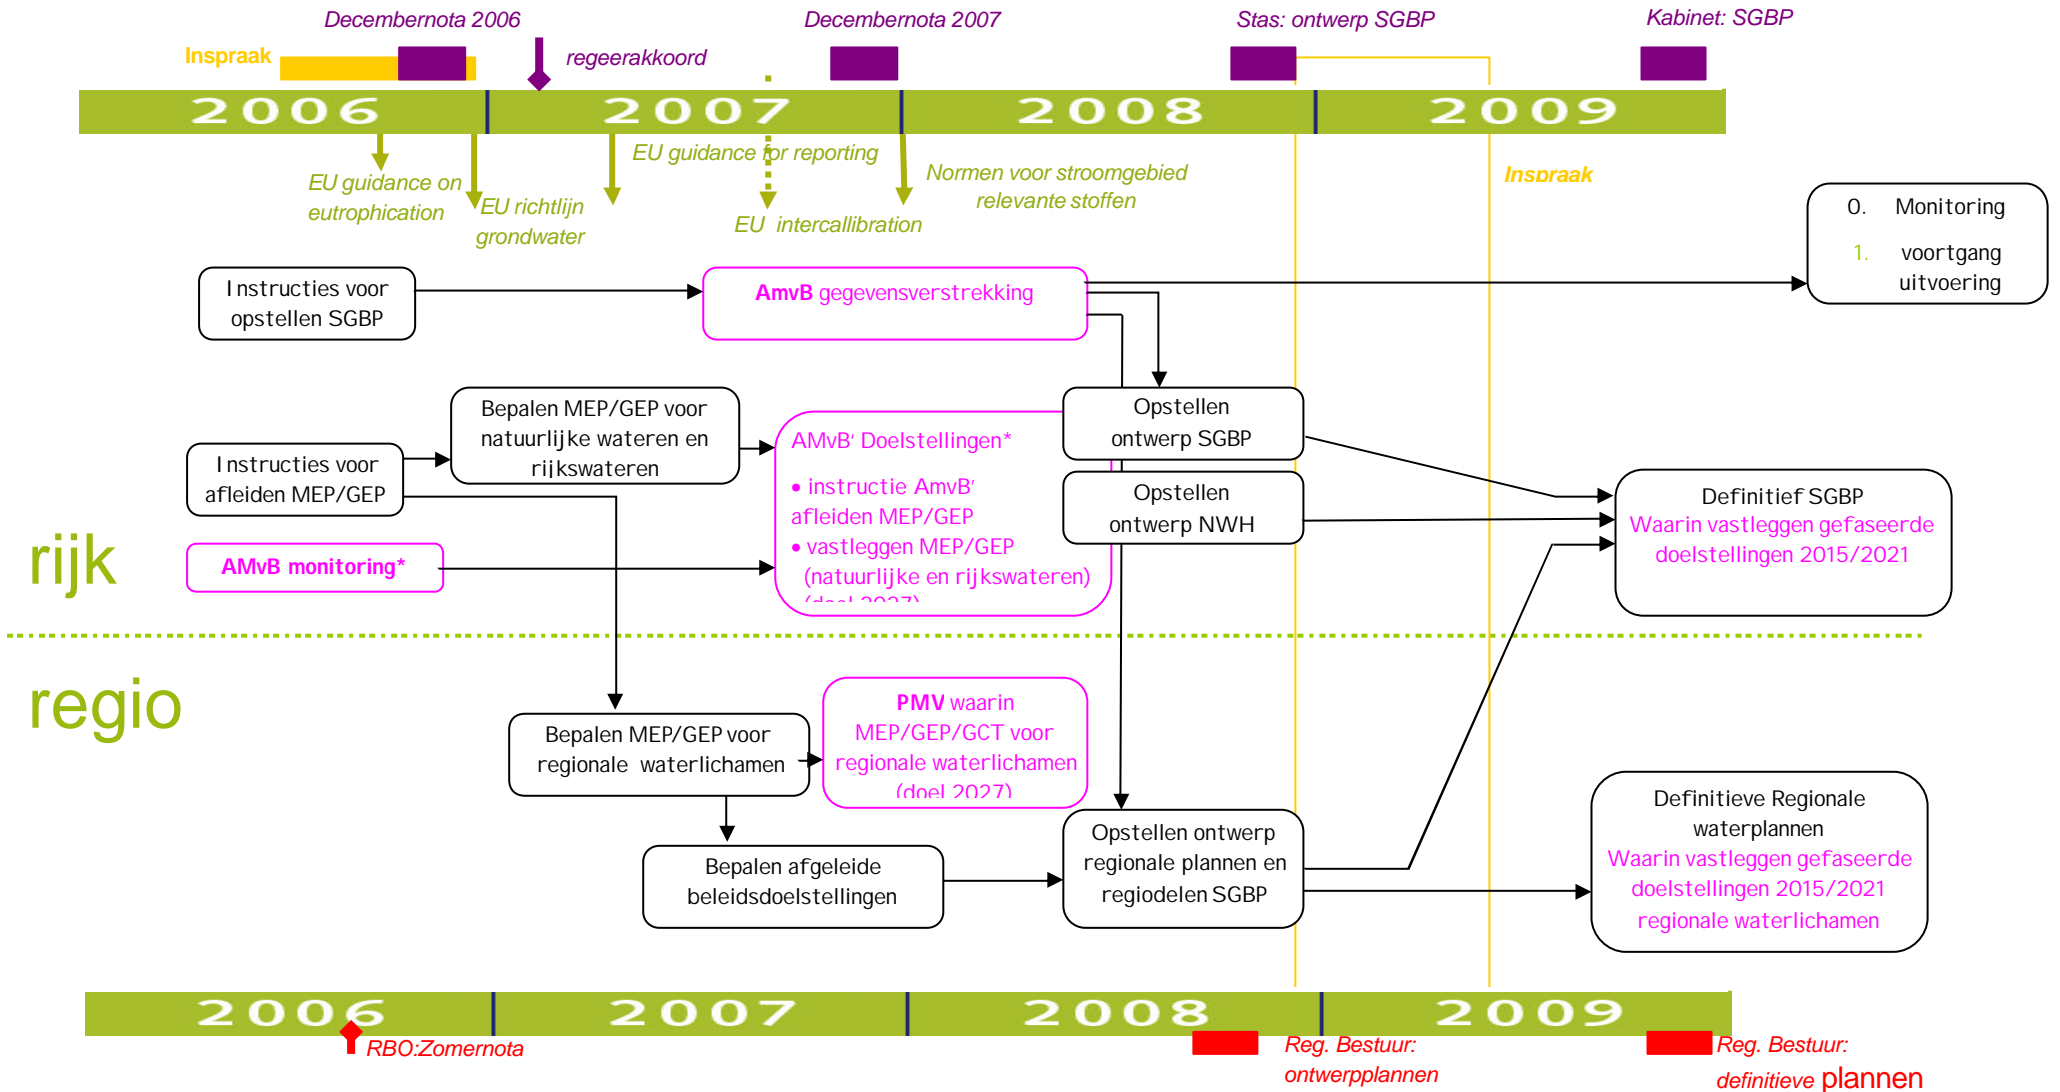 Decembernota 2006
Decembernota 2007
Stas: ontwerp SGBP
Kabinet: SGBP
Inspraak
regeerakkoord
2006
2007
2008
2009
EU guidance on
eutrophication
EU richtlijn
grondwater
EU guidance for reporting
EU intercallibration
Normen voor stroomgebied
relevante stoffen
Inspraak
0. Monitoring
1. voortgang
uitvoering
Instructies voor
opstellen SGBP
AmvB gegevensverstrekking
Bepalen MEP/GEP voor
natuurlijke wateren en
rijkswateren
Instructies voor
afleiden MEP/GEP
AMvB monitoring*
AMvB' Doelstellingen*
• instructie AmvB'
afleiden MEP/GEP
• vastleggen MEP/GEP
(natuurlijke en rijkswateren)
(doel 2027)
Opstellen
ontwerp SGBP
Opstellen
ontwerp NWH
Definitief SGBP
Waarin vastleggen gefaseerde
doelstellingen 2015/2021
rijk
regio
Bepalen MEP/GEP voor
regionale waterlichamen
PMV waarin
MEP/GEP/GCT voor
regionale waterlichamen
(doel 2027)
Bepalen afgeleide
beleidsdoelstellingen
Opstellen ontwerp
regionale plannen en
regiodelen SGBP
Definitieve Regionale
waterplannen
Waarin vastleggen gefaseerde
doelstellingen 2015/2021
regionale waterlichamen
2006
2007
2008
2009
RBO:Zomernota
Reg. Bestuur:
ontwerpplannen
Reg. Bestuur:
definitieve plannen